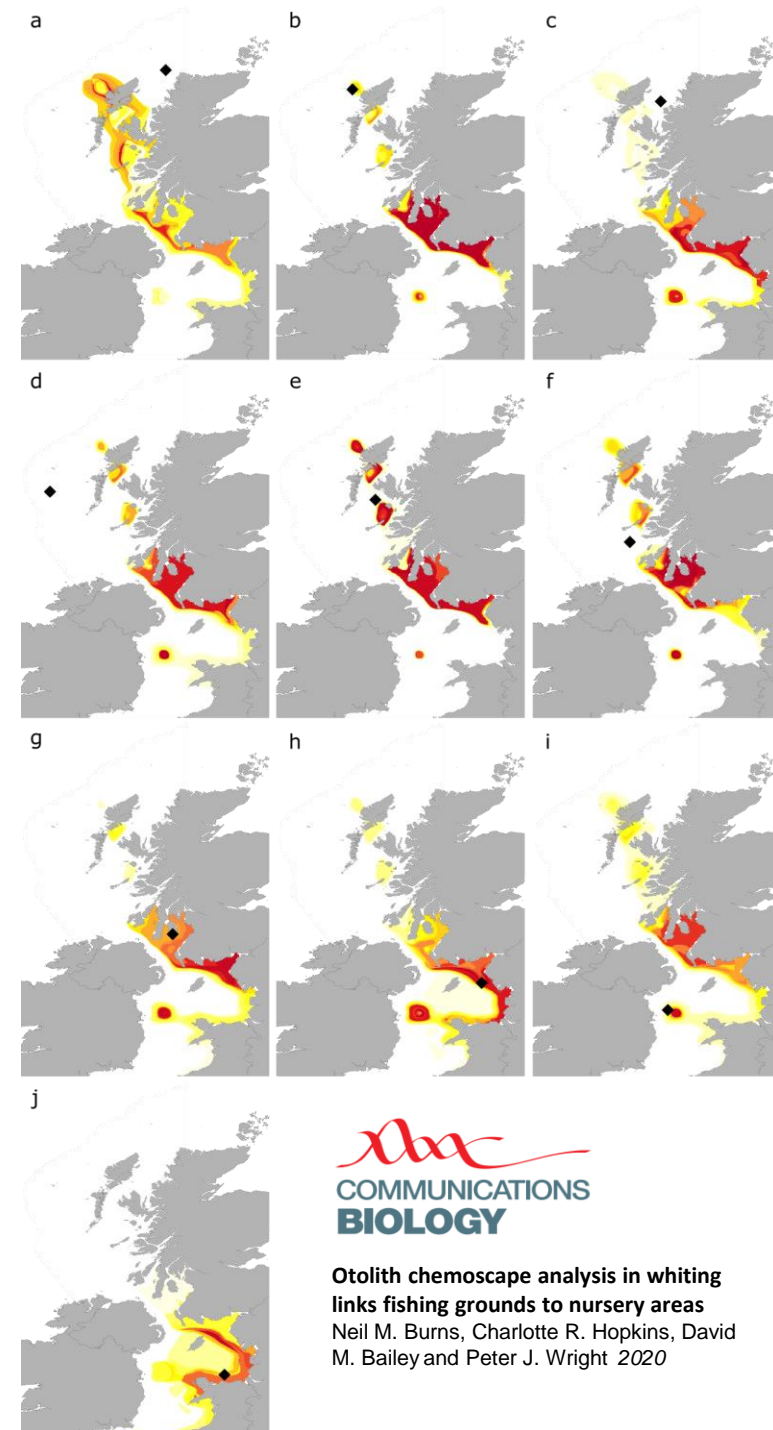 a
b
c
d
e
f
g
h
i
j
COMMUNICATIONS
BIOLOGY
Otolith chemoscape analysis in whiting
links fishing grounds to nursery areas
Neil M. Burns, Charlotte R. Hopkins, David
M. Bailey and Peter J. Wright 2020